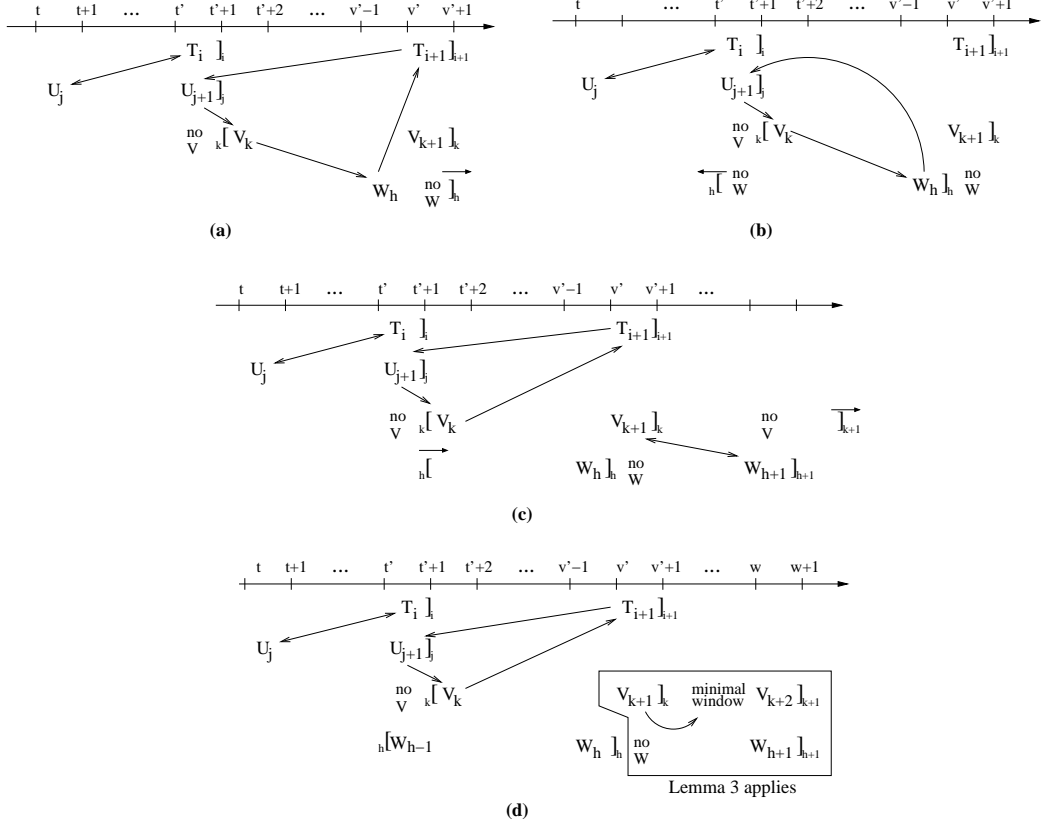 t t+1 ... t' t'+1 t'+2 ... v'−1 v' v'+1
T_i ]_i T_{i+1} ]_{i+1}
U_j U_{j+1} ]_j
no V _k[ V_k V_{k+1} ]_k
W_h no W ]_h
(a)
t ... t' t'+1 t'+2 ... v'−1 v' v'+1
T_i ]_i T_{i+1} ]_{i+1}
U_j U_{j+1} ]_j
no V _k[ V_k V_{k+1} ]_k
_h[ no W W_h ]_h no W
(b)
t t+1 ... t' t'+1 t'+2 ... v'−1 v' v'+1 ...
T_i ]_i T_{i+1} ]_{i+1}
U_j U_{j+1} ]_j
no V _k[ V_k V_{k+1} ]_k no V ]_{k+1}
_h[ W_h ]_h no W W_{h+1} ]_{h+1}
(c)
t t+1 ... t' t'+1 t'+2 ... v'−1 v' v'+1 ... w w+1
T_i ]_i T_{i+1} ]_{i+1}
U_j U_{j+1} ]_j
no V _k[ V_k V_{k+1} ]_k minimal window V_{k+2} ]_{k+1}
_h[ W_{h−1} W_h ]_h no W W_{h+1} ]_{h+1}
Lemma 3 applies
(d)